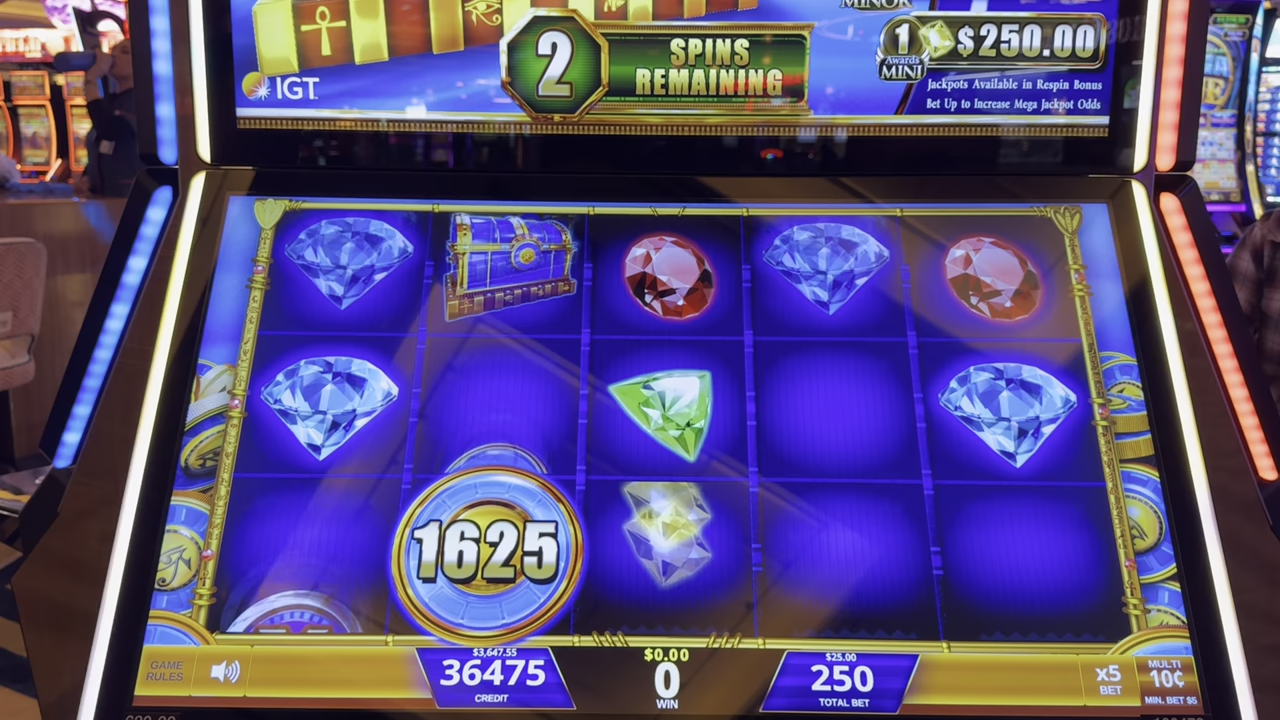 MINOR
2
SPINS
REMAINING
1
Awards
MINI
$250.00
Jackpots Available in Respin Bonus
Bet Up to Increase Mega Jackpot Odds
IGT
1625
GAME
RULES
$3,647.55
36475
CREDIT
$0.00
0
WIN
$25.00
250
TOTAL BET
x5
BET
MULTI
10¢
MIN. BET $5